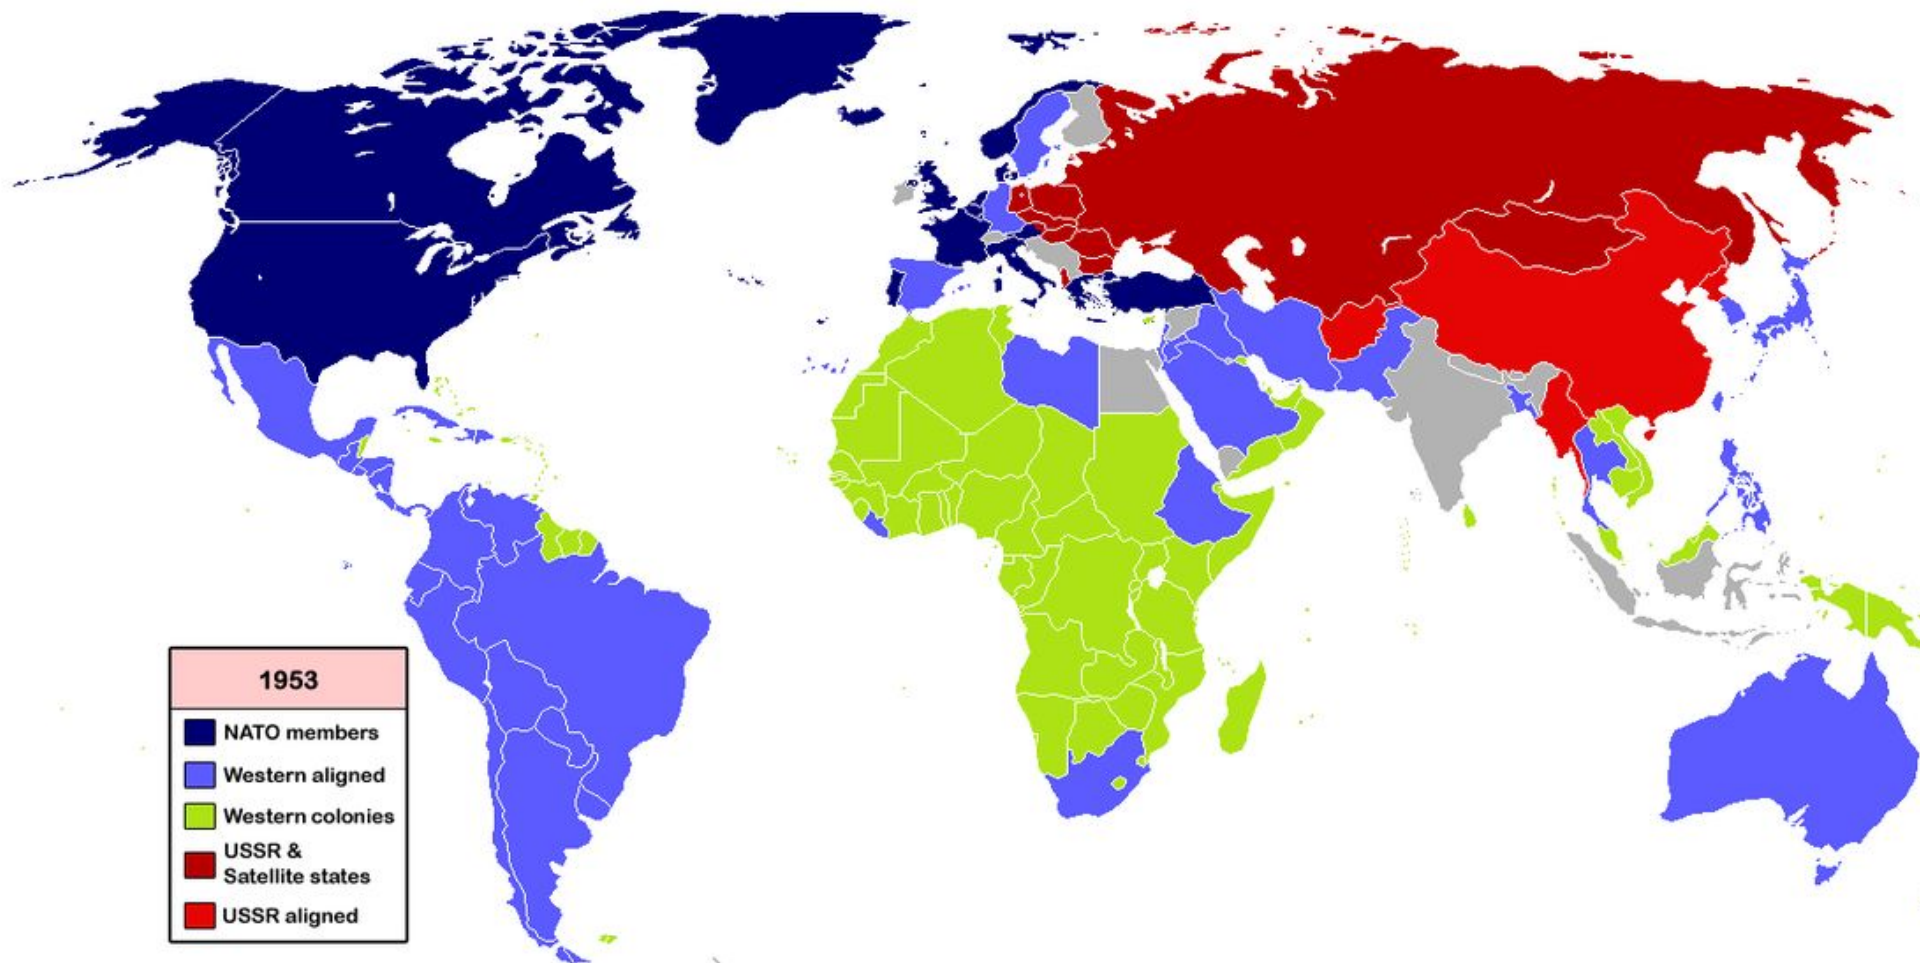 1953
NATO members
Western aligned
Western colonies
USSR &
Satellite states
USSR aligned